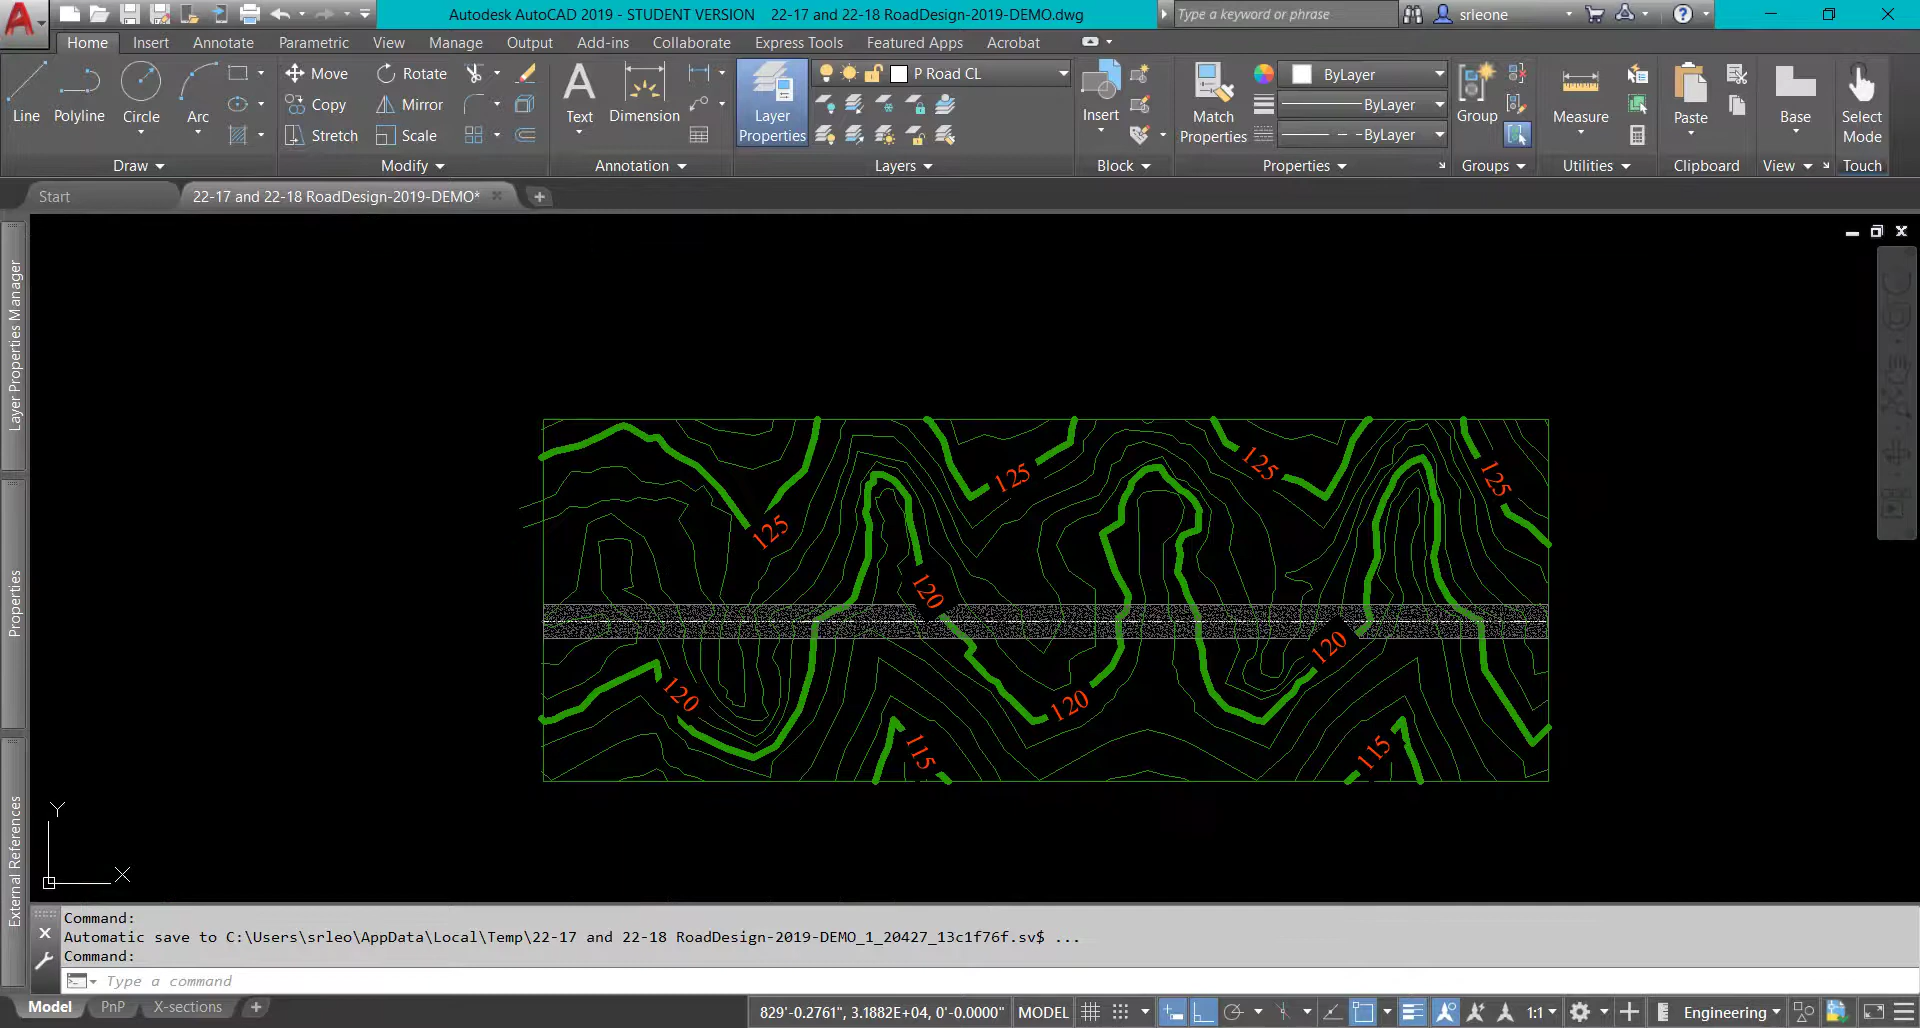 Autodesk AutoCAD 2019 - STUDENT VERSION 22-17 and 22-18 RoadDesign-2019-DEMO.dwg
Type a keyword or phrase
srleone
Home Insert Annotate Parametric View Manage Output Add-ins Collaborate Express Tools Featured Apps Acrobat
Line Polyline Circle Arc
Move Rotate
Copy Mirror
Stretch Scale
Text Dimension
Layer Properties
P Road CL
Insert
Match Properties
ByLayer
ByLayer
ByLayer
Group
Measure
Paste
Base
Select Mode
Draw Modify Annotation Layers Block Properties Groups Utilities Clipboard View Touch
Start 22-17 and 22-18 RoadDesign-2019-DEMO*
Layer Properties Manager
Properties
External References
125
125
125
125
120
120
120
120
115
115
Y
X
Command:
Automatic save to C:\Users\srleo\AppData\Local\Temp\22-17 and 22-18 RoadDesign-2019-DEMO_1_20427_13c1f76f.sv$ ...
Command:
Type a command
Model PnP X-sections
829'-0.2761", 3.1882E+04, 0'-0.0000" MODEL 1:1 Engineering